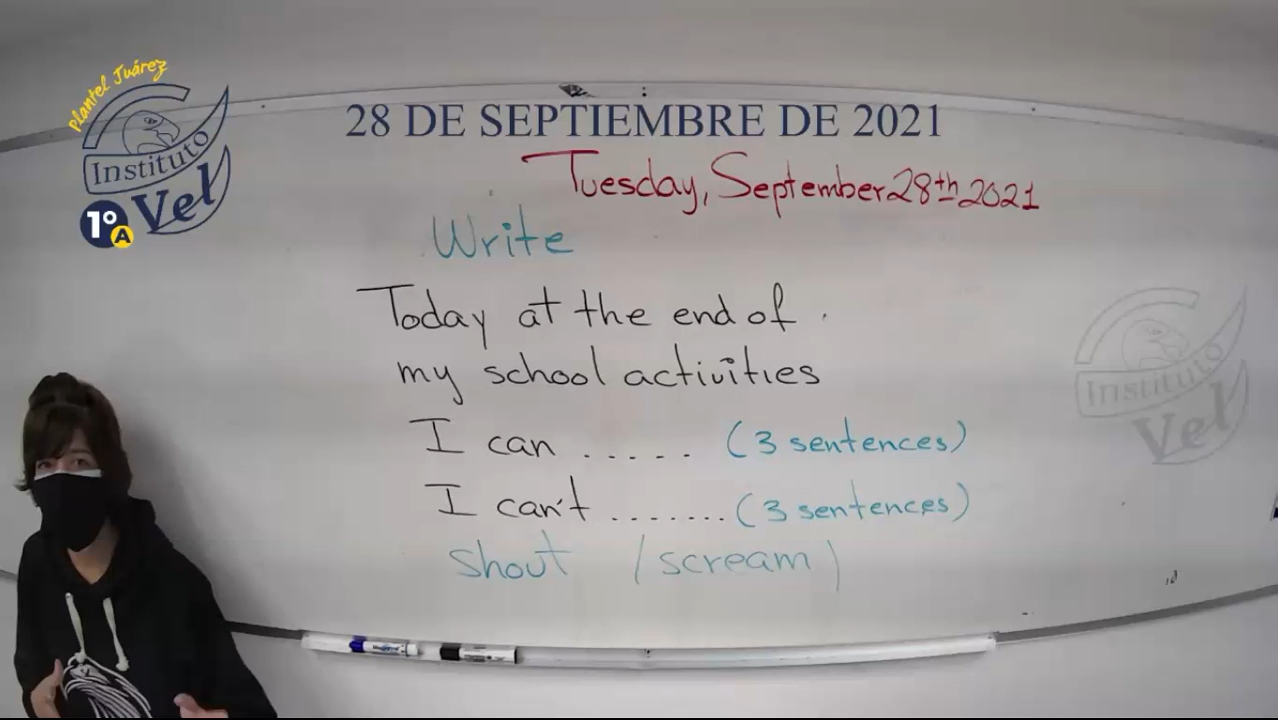 Plantel Juárez
Instituto
Vel
1° A
28 DE SEPTIEMBRE DE 2021
Tuesday, September 28th 2021
Write
Today at the end of
my school activities
I can ..... (3 sentences)
I can't ....... (3 sentences)
shout /scream/
Instituto
Vel